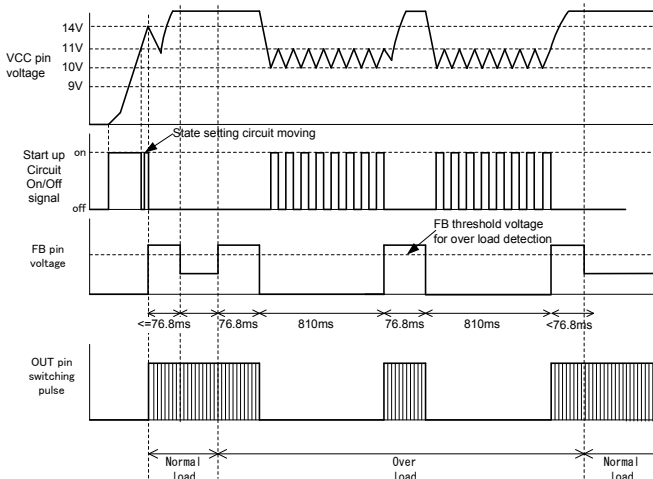 14V
11V
10V
9V
VCC pin
voltage
State setting circuit moving
on
Start up
Circuit
On/Off
signal
off
FB threshold voltage
for over load detection
FB pin
voltage
<=76.8ms
76.8ms
810ms
76.8ms
810ms
<76.8ms
OUT pin
switching
pulse
Normal
load
Over
load
Normal
load